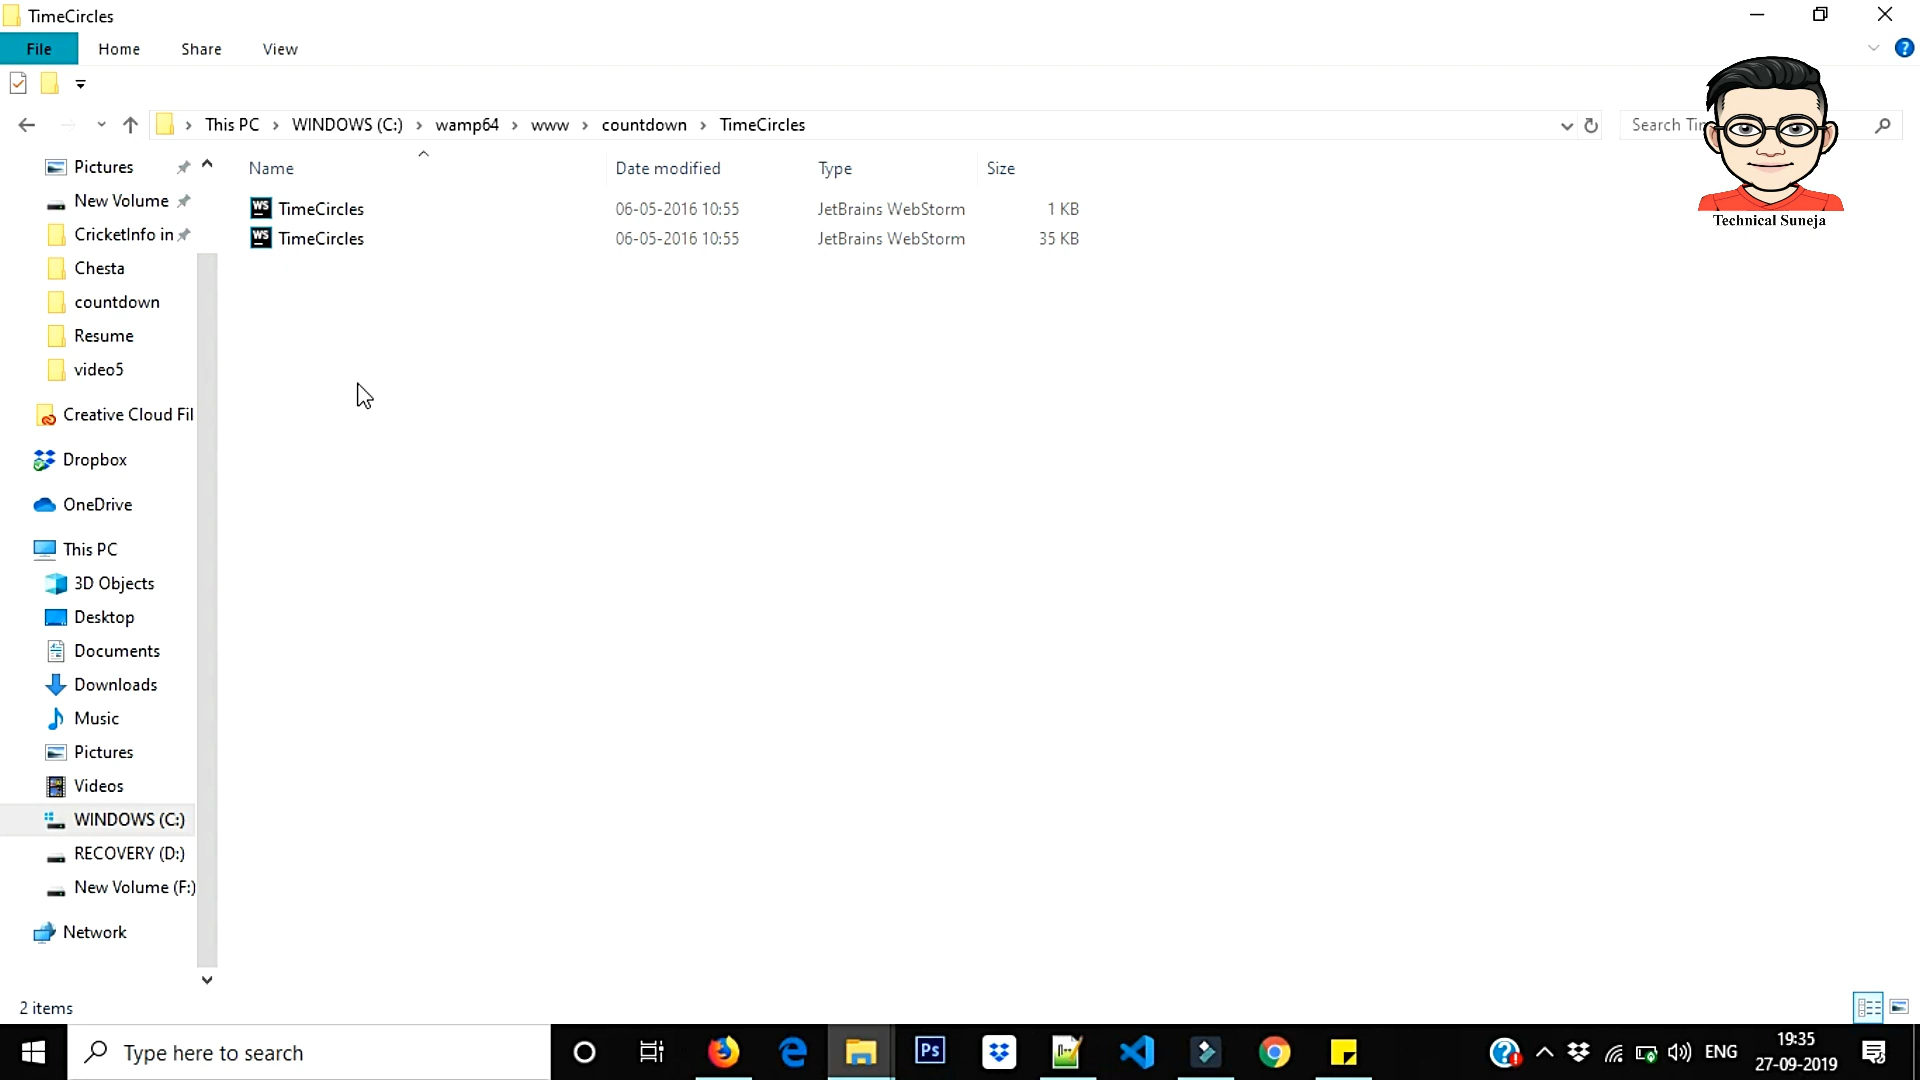 TimeCircles
File Home Share View
This PC WINDOWS (C:) wamp64 www countdown TimeCircles
Technical Suneja
Name Date modified Type Size
TimeCircles 06-05-2016 10:55 JetBrains WebStorm 1 KB
TimeCircles 06-05-2016 10:55 JetBrains WebStorm 35 KB
Pictures
New Volume
CricketInfo in
Chesta
countdown
Resume
video5
Creative Cloud Fil
Dropbox
OneDrive
This PC
3D Objects
Desktop
Documents
Downloads
Music
Pictures
Videos
WINDOWS (C:)
RECOVERY (D:)
New Volume (F:)
Network
2 items
Type here to search
Ps
ENG
19:35
27-09-2019